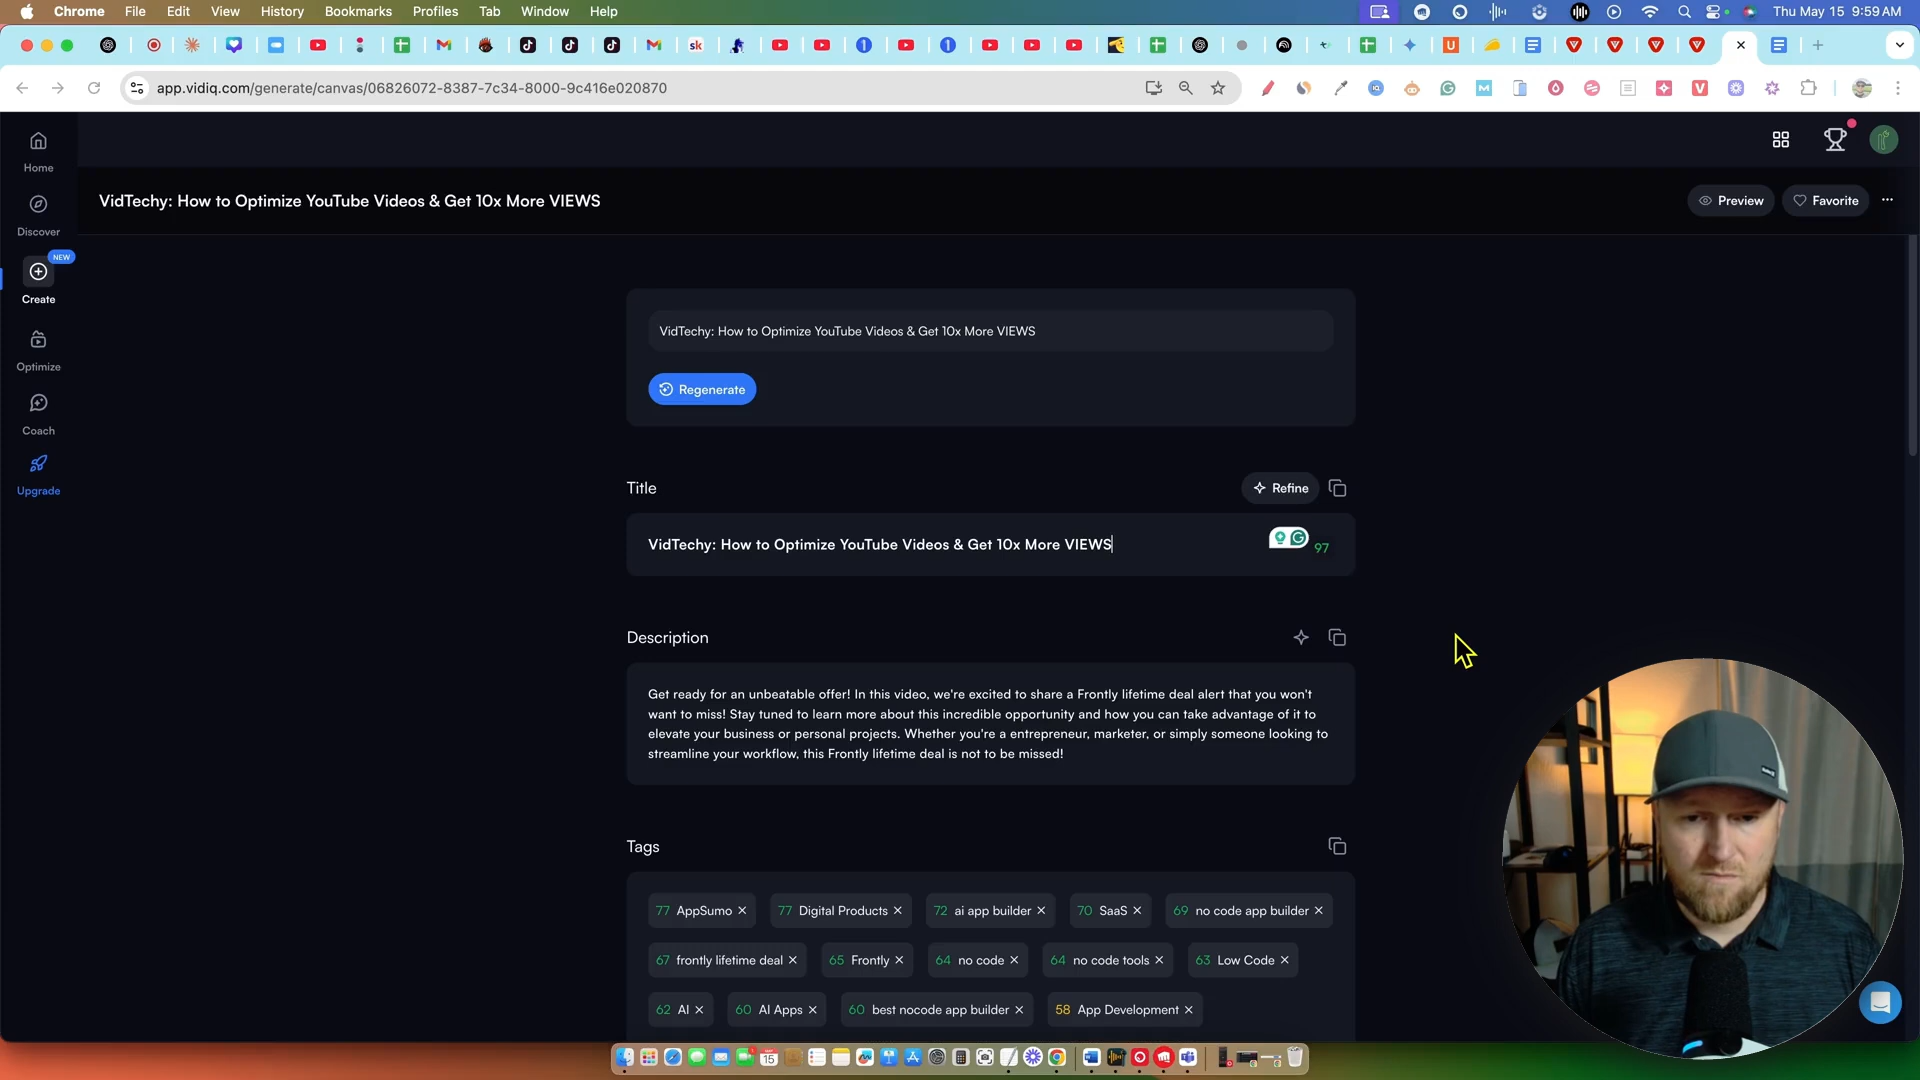 Chrome File Edit View History Bookmarks Profiles Tab Window Help Thu May 15 9:59 AM
app.vidiq.com/generate/canvas/06826072-8387-7c34-8000-9c416e020870
Home
Discover
NEW
Create
Optimize
Coach
Upgrade
VidTechy: How to Optimize YouTube Videos & Get 10x More VIEWS
Preview Favorite
VidTechy: How to Optimize YouTube Videos & Get 10x More VIEWS
Regenerate
Title Refine
VidTechy: How to Optimize YouTube Videos & Get 10x More VIEWS 97
Description
Get ready for an unbeatable offer! In this video, we're excited to share a Frontly lifetime deal alert that you won't
want to miss! Stay tuned to learn more about this incredible opportunity and how you can take advantage of it to
elevate your business or personal projects. Whether you're a entrepreneur, marketer, or simply someone looking to
streamline your workflow, this Frontly lifetime deal is not to be missed!
Tags
77 AppSumo 77 Digital Products 72 ai app builder 70 SaaS 69 no code app builder
67 frontly lifetime deal 65 Frontly 64 no code 64 no code tools 63 Low Code
62 AI 60 AI Apps 60 best nocode app builder 58 App Development